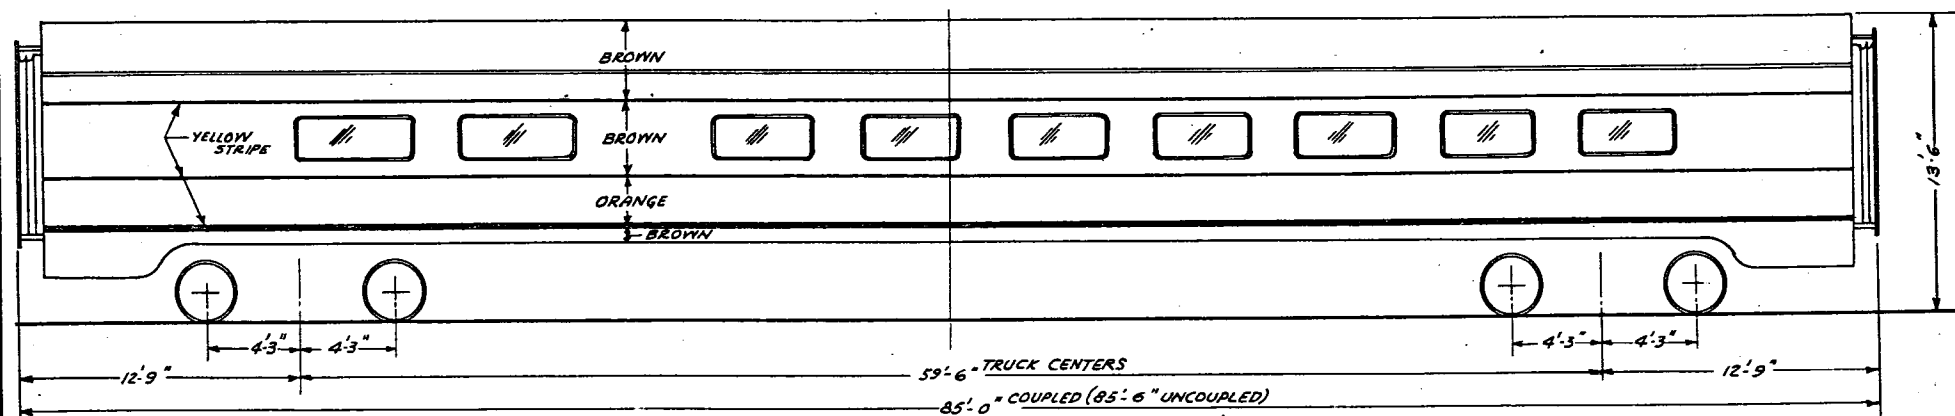 BROWN
YELLOW
STRIPE
BROWN
ORANGE
BROWN
13'-6"
4'-3" 4'-3" 4'-3" 4'-3"
12'-9" 59'-6" TRUCK CENTERS 12'-9"
85'-0" COUPLED (85'-6" UNCOUPLED)